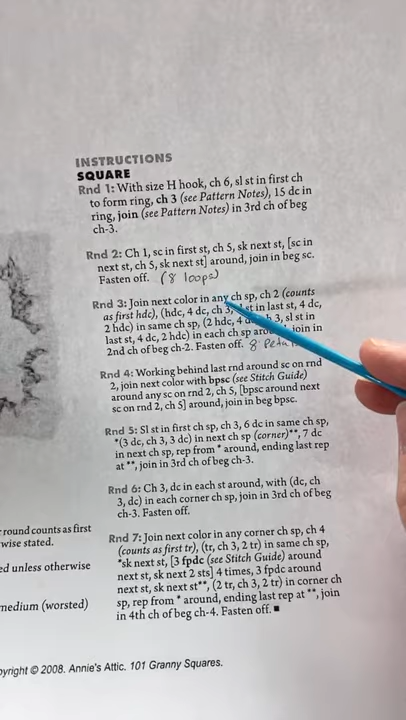 INSTRUCTIONS
SQUARE
Rnd 1: With size H hook, ch 6, sl st in first ch
to form ring, ch 3 (see Pattern Notes), 15 dc in
ring, join (see Pattern Notes) in 3rd ch of beg
ch-3.
Rnd 2: Ch 1, sc in first st, ch 5, sk next st, [sc in
next st, ch 5, sk next st] around, join in beg sc.
Fasten off. (8 loops)
Rnd 3: Join next color in any ch sp, ch 2 (counts
as first hdc), (hdc, 4 dc, ch 3, st in last st, 4 dc,
2 hdc) in same ch sp, (2 hdc, 4 3, sl st in
last st, 4 dc, 2 hdc) in each ch sp join in
2nd ch of beg ch-2. Fasten off. 8
Rnd 4: Working behind last rnd around sc on rnd
2, join next color with bpsc (see Stitch Guide)
around any sc on rnd 2, ch 5, [bpsc around next
sc on rnd 2, ch 5] around, join in beg bpsc.
Rnd 5: Sl st in first ch sp, ch 3, 6 dc in same ch sp,
*(3 dc, ch 3, 3 dc) in next ch sp (corner)**, 7 dc
in next ch sp, rep from * around, ending last rep
at **, join in 3rd ch of beg ch-3.
Rnd 6: Ch 3, dc in each st around, with (dc, ch
3, dc) in each corner ch sp, join in 3rd ch of beg
ch-3. Fasten off.
Rnd 7: Join next color in any corner ch sp, ch 4
(counts as first tr), (tr, ch 3, 2 tr) in same ch sp,
*sk next st, [3 fpdc (see Stitch Guide) around
next st, sk next 2 sts] 4 times, 3 fpdc around
next st, sk next st**, (2 tr, ch 3, 2 tr) in corner ch
sp, rep from * around, ending last rep at **, join
in 4th ch of beg ch-4. Fasten off. ■
round counts as first
wise stated.
ed unless otherwise
medium (worsted)
pyright © 2008. Annie's Attic. 101 Granny Squares.